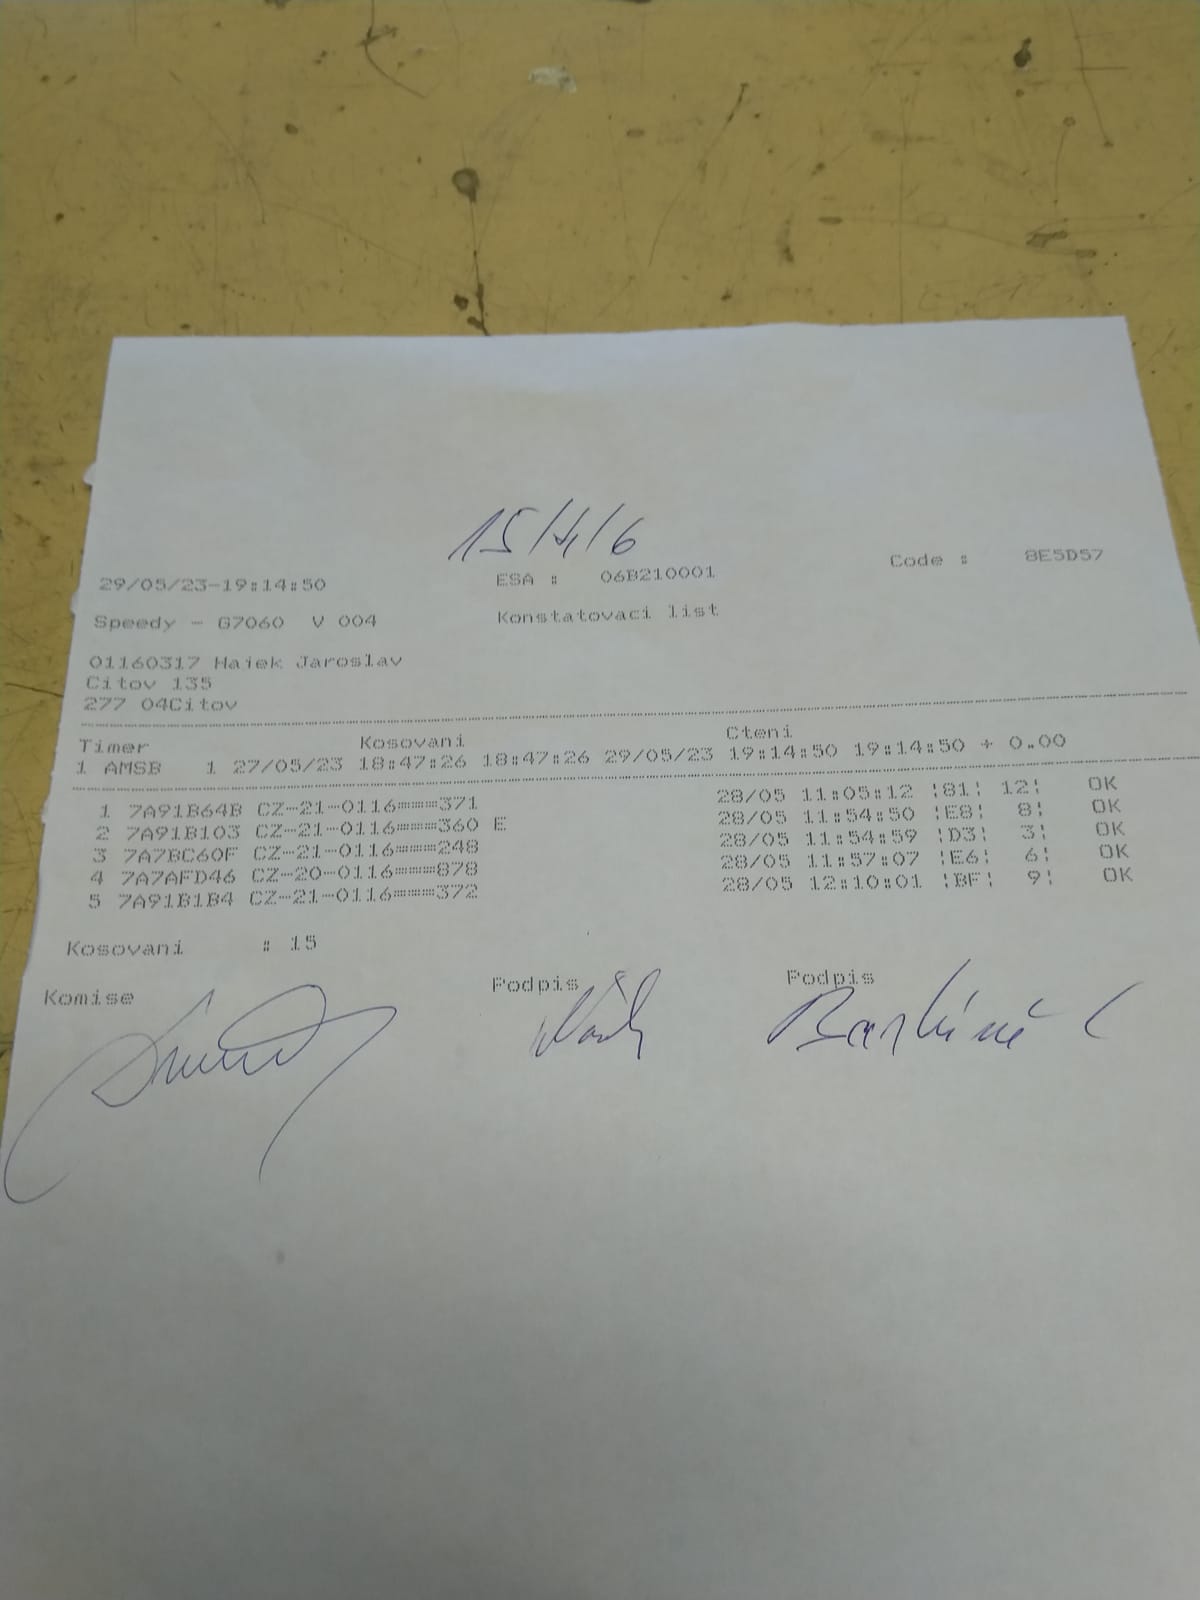 15/4/6
29/05/23-19:14:50 ESA : 06B210001 Code : 8E5D57
Speedy - G7060 V 004 Konstatovaci list
01160317 Hajek Jaroslav
Citov 135
277 04Citov
Timer Kosovani Cteni
1 AMSB 1 27/05/23 18:47:26 18:47:26 29/05/23 19:14:50 19:14:50 + 0.00
1 7A91B64B CZ-21-0116====371 28/05 11:05:12 ¦81¦ 12¦ OK
2 7A91B103 CZ-21-0116====360 E 28/05 11:54:50 ¦E8¦ 8¦ OK
3 7A7BC60F CZ-21-0116====248 28/05 11:54:59 ¦D3¦ 3¦ OK
4 7A7AFD46 CZ-20-0116====878 28/05 11:57:07 ¦E6¦ 6¦ OK
5 7A91B1B4 CZ-21-0116====372 28/05 12:10:01 ¦BF¦ 9¦ OK
Kosovani : 15
Komise Podpis Podpis